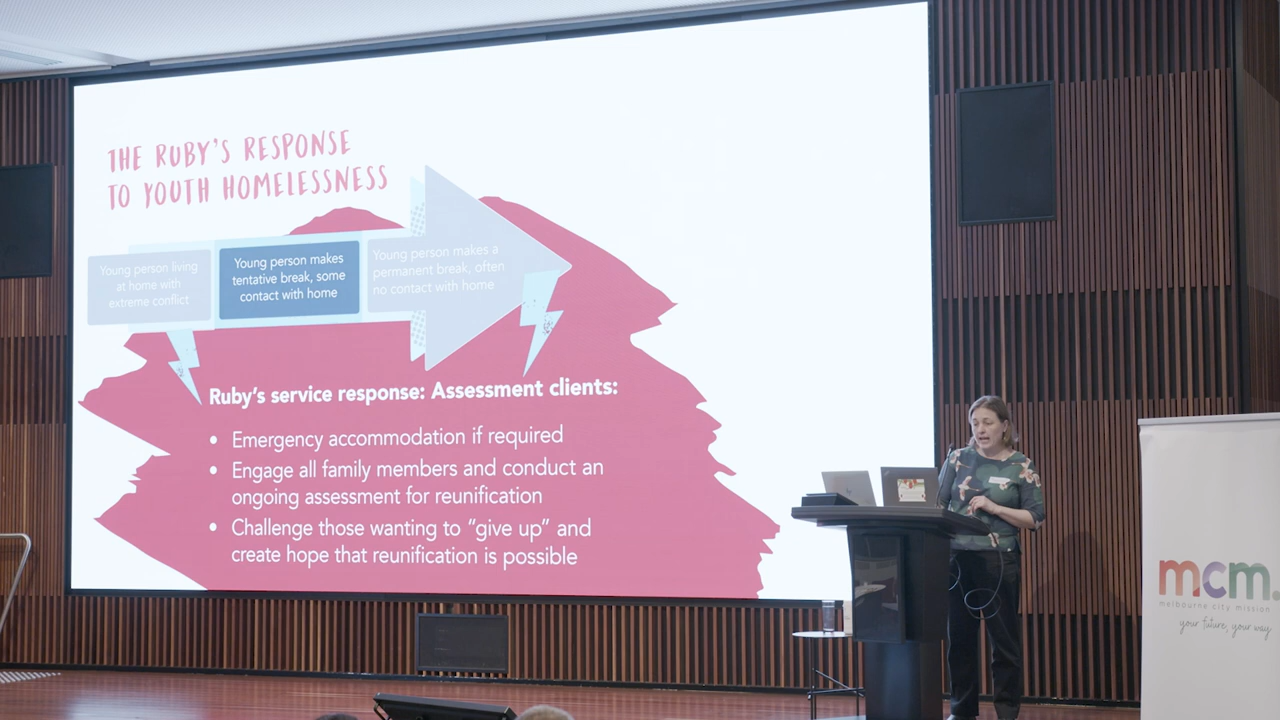 THE RUBY'S RESPONSE
TO YOUTH HOMELESSNESS
Young person living
at home with
extreme conflict
Young person makes
tentative break, some
contact with home
Young person makes a
permanent break, often
no contact with home
Ruby's service response: Assessment clients:
• Emergency accommodation if required
• Engage all family members and conduct an
ongoing assessment for reunification
• Challenge those wanting to “give up” and
create hope that reunification is possible
mcm.
melbourne city mission
your future, your way